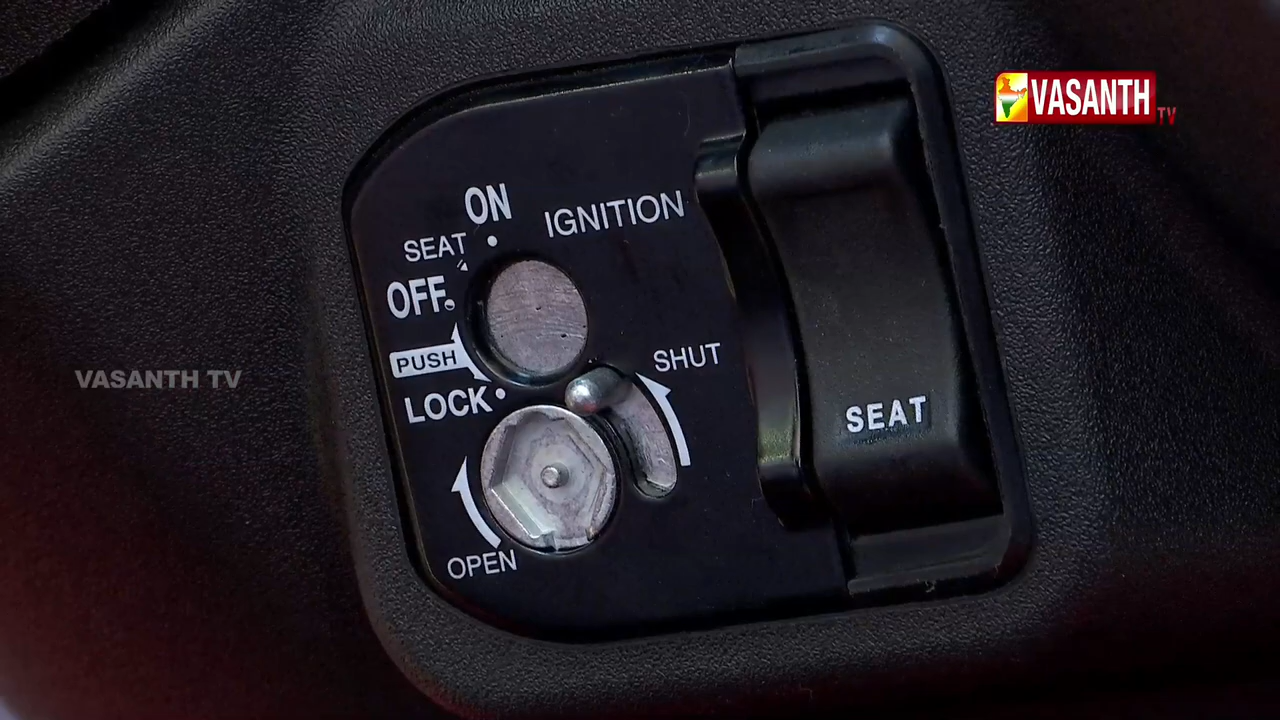 VASANTH TV
ON
IGNITION
SEAT
OFF
PUSH
SHUT
LOCK
SEAT
OPEN
VASANTH TV